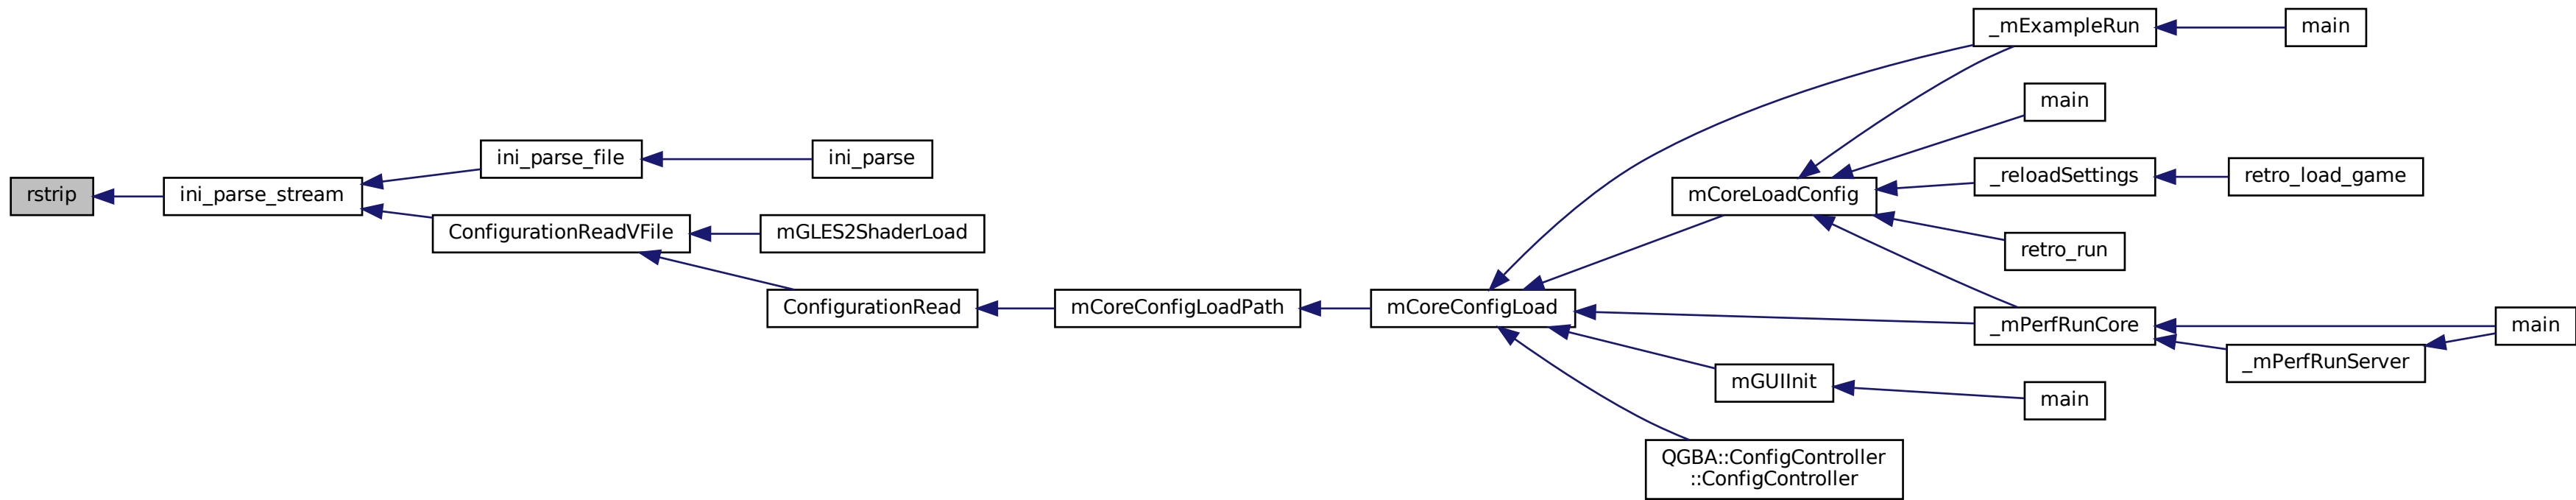 rstrip
ini_parse_stream
ini_parse_file
ini_parse
ConfigurationReadVFile
mGLES2ShaderLoad
ConfigurationRead
mCoreConfigLoadPath
mCoreConfigLoad
_mExampleRun
main
mCoreLoadConfig
main
_reloadSettings
retro_load_game
retro_run
_mPerfRunCore
main
_mPerfRunServer
mGUIInit
main
QGBA::ConfigController
::ConfigController